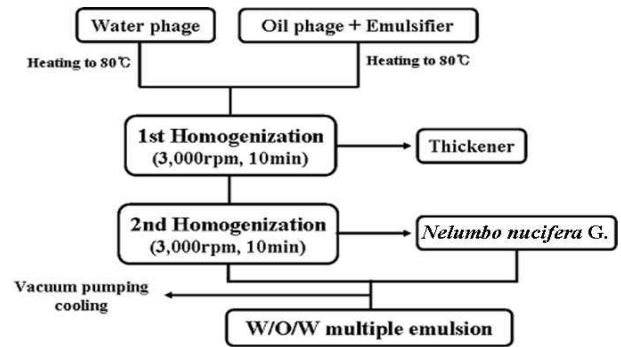 Water phage
Oil phage + Emulsifier
Heating to 80℃
Heating to 80℃
1st Homogenization
(3,000rpm, 10min)
Thickener
2nd Homogenization
(3,000rpm, 10min)
Nelumbo nucifera G.
Vacuum pumping
cooling
W/O/W multiple emulsion